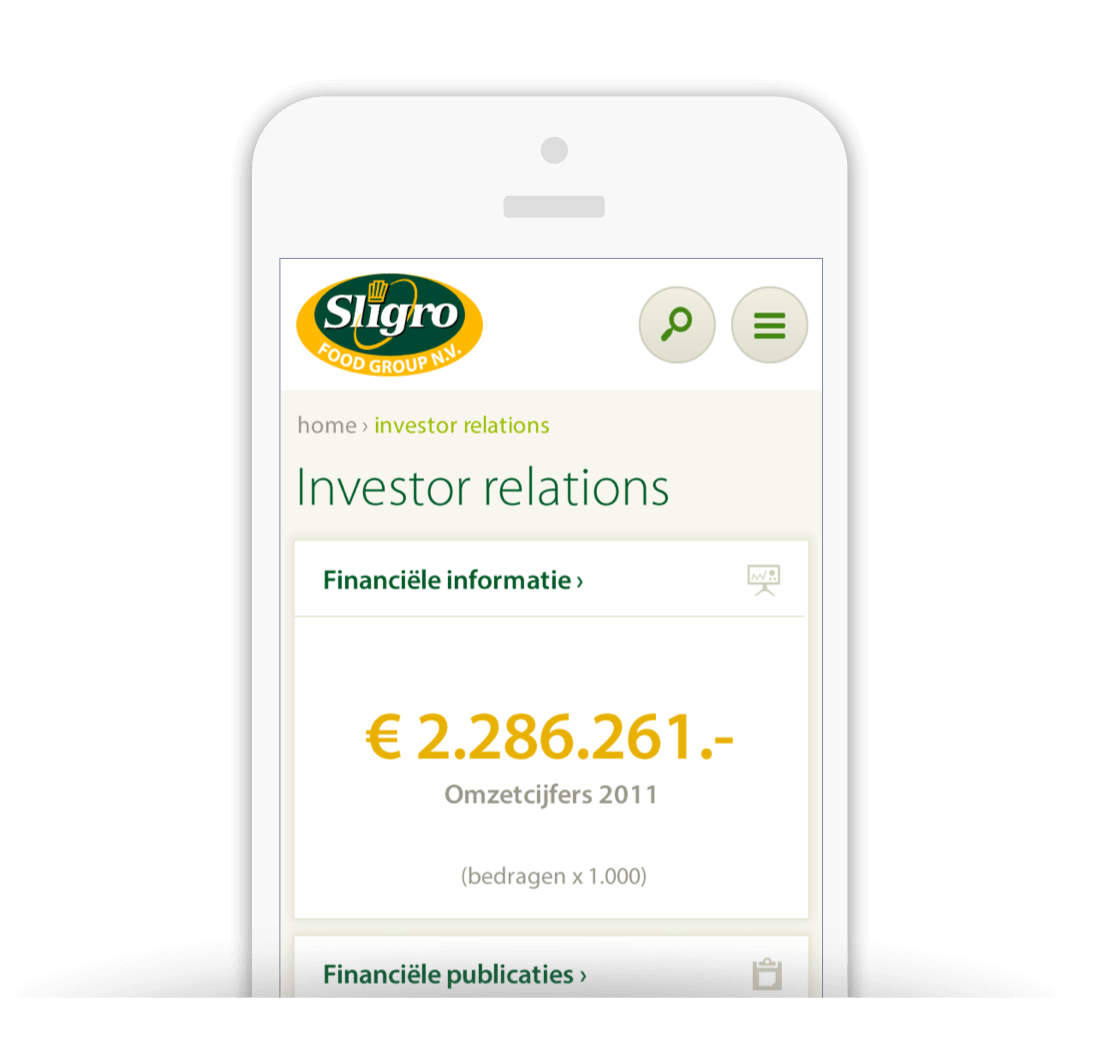 Sligro
FOOD GROUP N.V.
home › investor relations
Investor relations
Financiële informatie ›
€ 2.286.261.-
Omzetcijfers 2011
(bedragen x 1.000)
Financiële publicaties ›